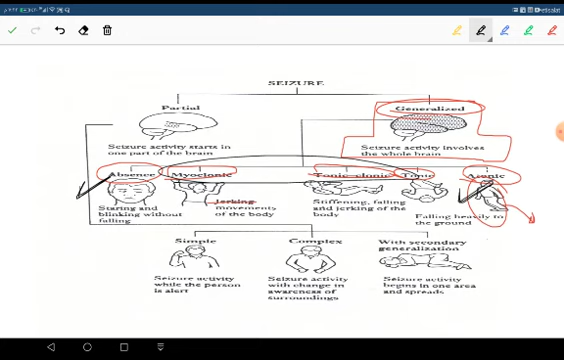 etisalat
SEIZURE
Partial
Generalized
Seizure activity starts in
one part of the brain
Seizure activity involves
the whole brain
Absence Myoclonic Tonic-clonic Tonic Atonic
Staring and
blinking without
falling
Jerking
movements
of the body
Stiffening, falling
and jerking of the
body
Falling heavily to
the ground
Simple
Complex
With secondary
generalization
Seizure activity
while the person
is alert
Seizure activity
with change in
awareness of
surroundings
Seizure activity
begins in one area
and spreads